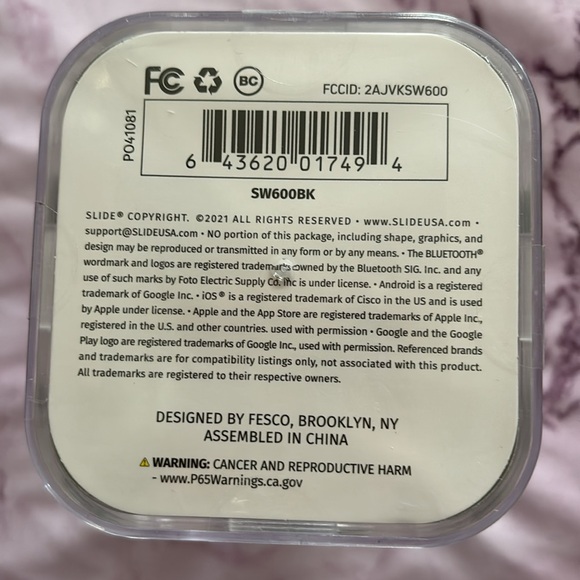 FC BC FCCID: 2AJVKSW600
PO41081
6 43620 01749 4
SW600BK
SLIDE® COPYRIGHT. ©2021 ALL RIGHTS RESERVED • www.SLIDEUSA.com •
support@SLIDEUSA.com • NO portion of this package, including shape, graphics, and
design may be reproduced or transmitted in any form or by any means. • The BLUETOOTH®
wordmark and logos are registered trademarks owned by the Bluetooth SIG. Inc. and any
use of such marks by Foto Electric Supply Co. Inc is under license. • Android is a registered
trademark of Google Inc. • iOS® is a registered trademark of Cisco in the US and is used
by Apple under license. • Apple and the App Store are registered trademarks of Apple Inc.,
registered in the U.S. and other countries. used with permission • Google and the Google
Play logo are registered trademarks of Google Inc., used with permission. Referenced brands
and trademarks are for compatibility listings only, not associated with this product.
All trademarks are registered to their respective owners.
DESIGNED BY FESCO, BROOKLYN, NY
ASSEMBLED IN CHINA
⚠ WARNING: CANCER AND REPRODUCTIVE HARM
- www.P65Warnings.ca.gov